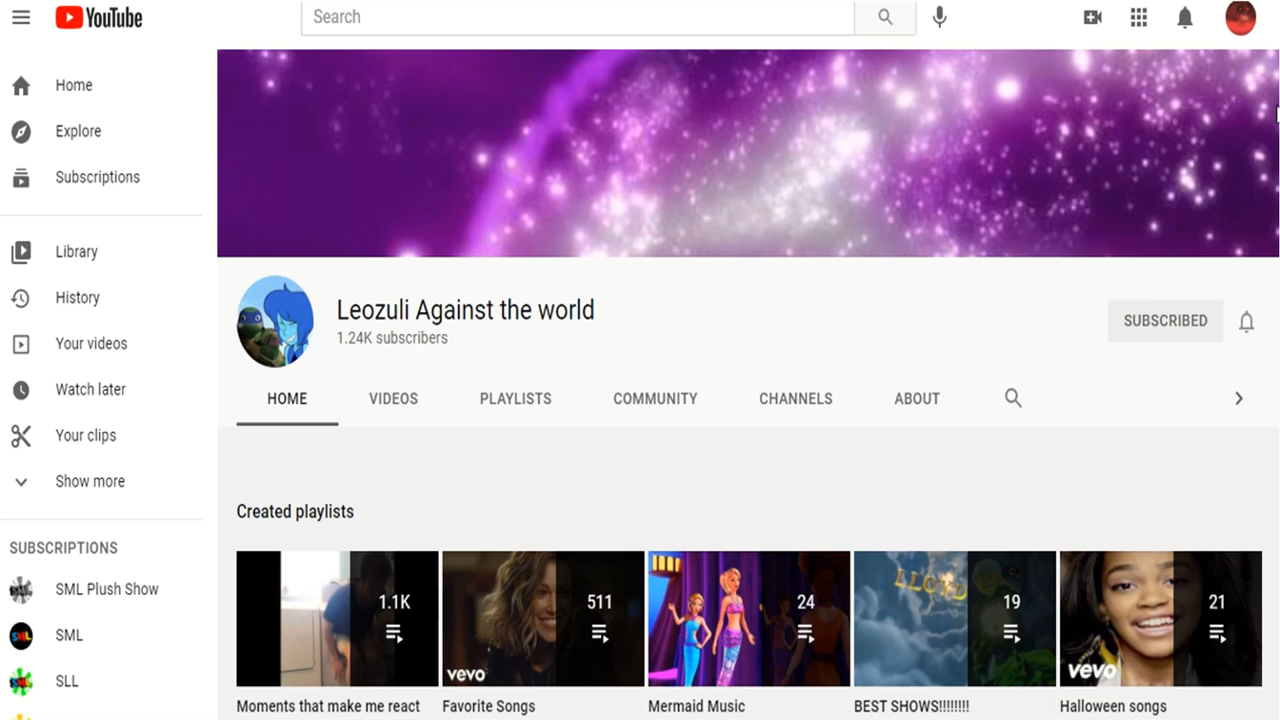 YouTube
Search
Home
Explore
Subscriptions
Library
History
Your videos
Watch later
Your clips
Show more
SUBSCRIPTIONS
SML Plush Show
SML
SLL
Leozuli Against the world
1.24K subscribers
SUBSCRIBED
HOME VIDEOS PLAYLISTS COMMUNITY CHANNELS ABOUT
Created playlists
1.1K
Moments that make me react
511
vevo
Favorite Songs
24
Mermaid Music
LLOYD
19
BEST SHOWS!!!!!!!!
21
vevo
Halloween songs